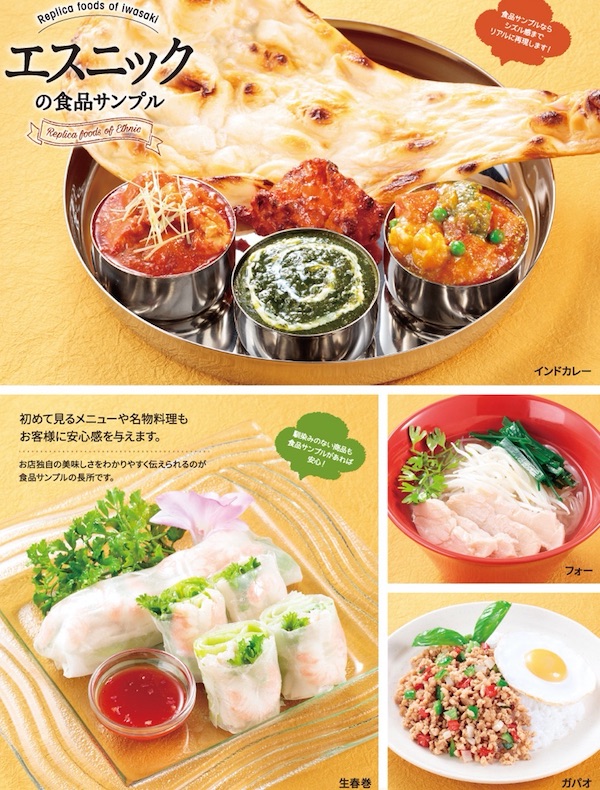 Replica foods of iwasaki
エスニック
の食品サンプル
Replica foods of Ethnic
食品サンプルなら
シズル感まで
リアルに再現します!
インドカレー
初めて見るメニューや名物料理も
お客様に安心感を与えます。
お店独自の美味しさをわかりやすく伝えられるのが
食品サンプルの長所です。
馴染みのない商品も
食品サンプルがあれば
安心!
生春巻
フォー
ガパオ